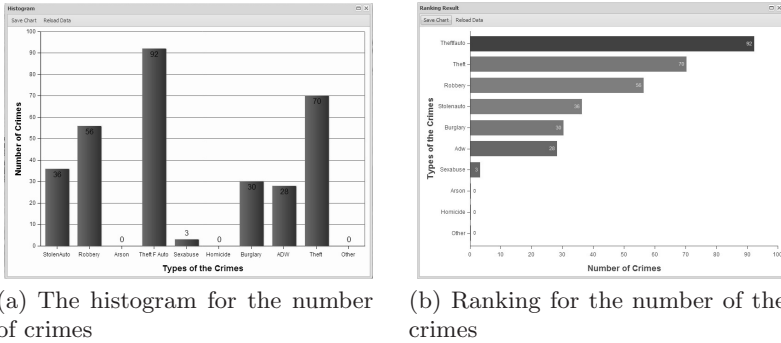 Histogram
Save Chart Reload Data
100
90
80
70
60
50
40
30
20
10
0
Number of Crimes
36
56
0
92
3
0
30
28
70
0
StolenAuto Robbery Arson Theft F Auto Sexabuse Homicide Burglary ADW Theft Other
Types of the Crimes
(a) The histogram for the number
of crimes
Ranking Result
Save Chart Reload Data
Types of the Crimes
Theftfauto 92
Theft 70
Robbery 56
Stolenauto 36
Burglary 30
Adw 28
Sexabuse 3
Arson 0
Homicide 0
Other 0
0 10 20 30 40 50 60 70 80 90 100
Number of Crimes
(b) Ranking for the number of the
crimes